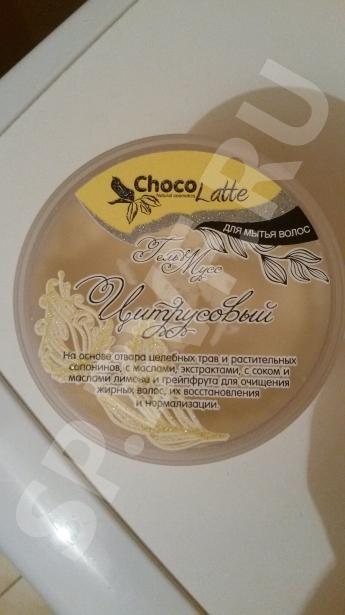 Choco Latte
Natural cosmetics
ДЛЯ МЫТЬЯ ВОЛОС
Гель Мусс
Цитрусовый
На основе отвара целебных трав и растительных
сапонинов, с маслами, экстрактами, с соком и
маслами лимона и грейпфрута для очищения
жирных волос, их восстановления
и нормализации.